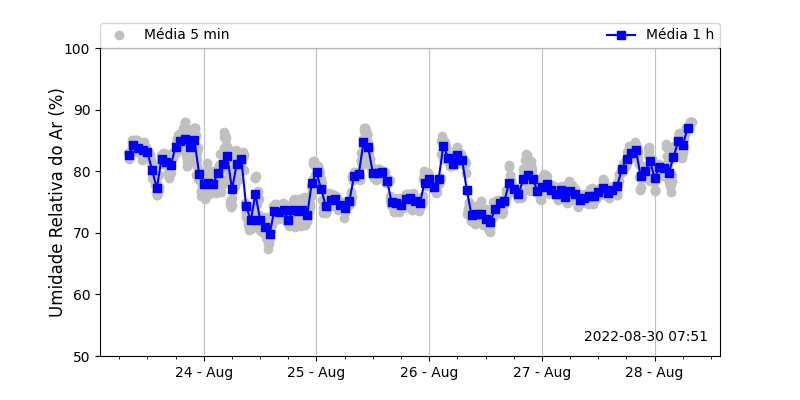 Média 5 min
Média 1 h
100
90
80
70
60
50
Umidade Relativa do Ar (%)
2022-08-30 07:51
24 - Aug
25 - Aug
26 - Aug
27 - Aug
28 - Aug